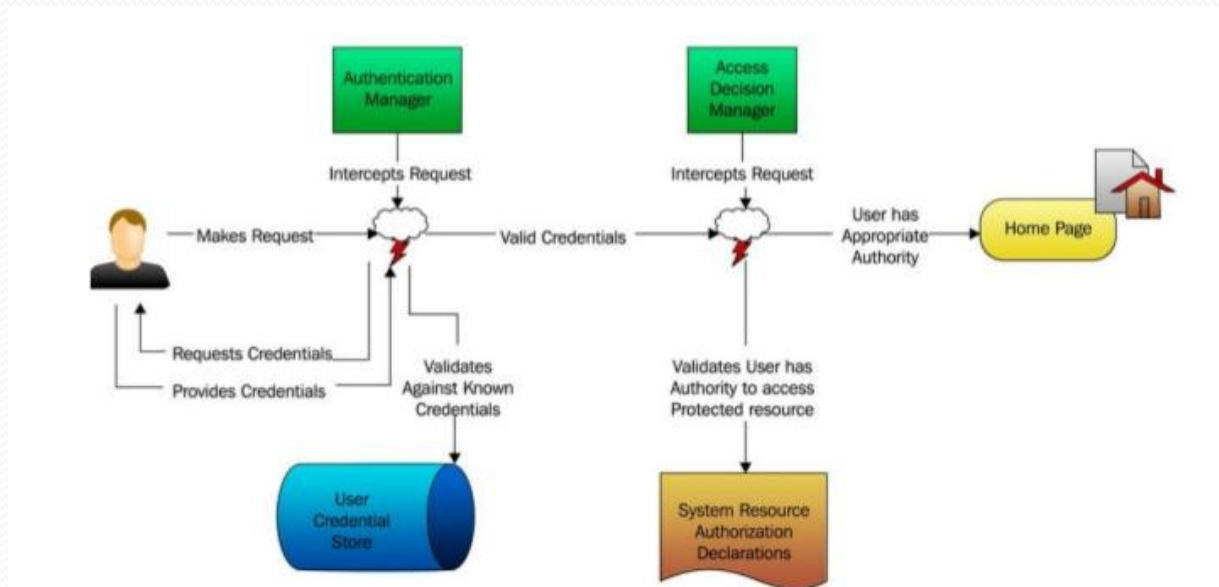 Authentication
Manager
Access
Decision
Manager
Intercepts Request
Intercepts Request
Makes Request
Valid Credentials
User has
Appropriate
Authority
Home Page
Requests Credentials
Provides Credentials
Validates
Against Known
Credentials
Validates User has
Authority to access
Protected resource
User
Credential
Store
System Resource
Authorization
Declarations